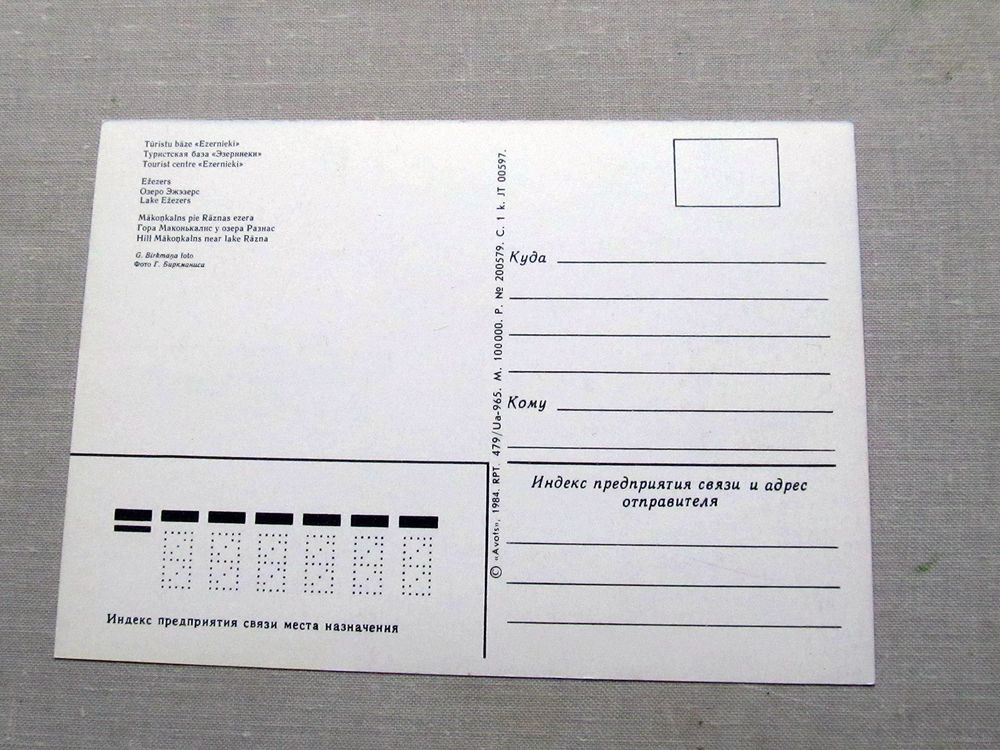 Tūristu bāze «Ezernieki»
Туристская база «Эзерниеки»
Tourist centre «Ezernieki»
Ežezers
Озеро Эжэзерс
Lake Ežezers
Mākoņkalns pie Rāznas ezera
Гора Маконькалнс у озера Разнас
Hill Mākoņkalns near lake Rāzna
G. Birkmaņa foto
Фото Г. Биркманиса
© «Avots», 1984. RPT. 479/Ua-965. M. 100 000. P. № 200579. C. 1 k. JT 00597.
Куда
Кому
Индекс предприятия связи и адрес
отправителя
Индекс предприятия связи места назначения